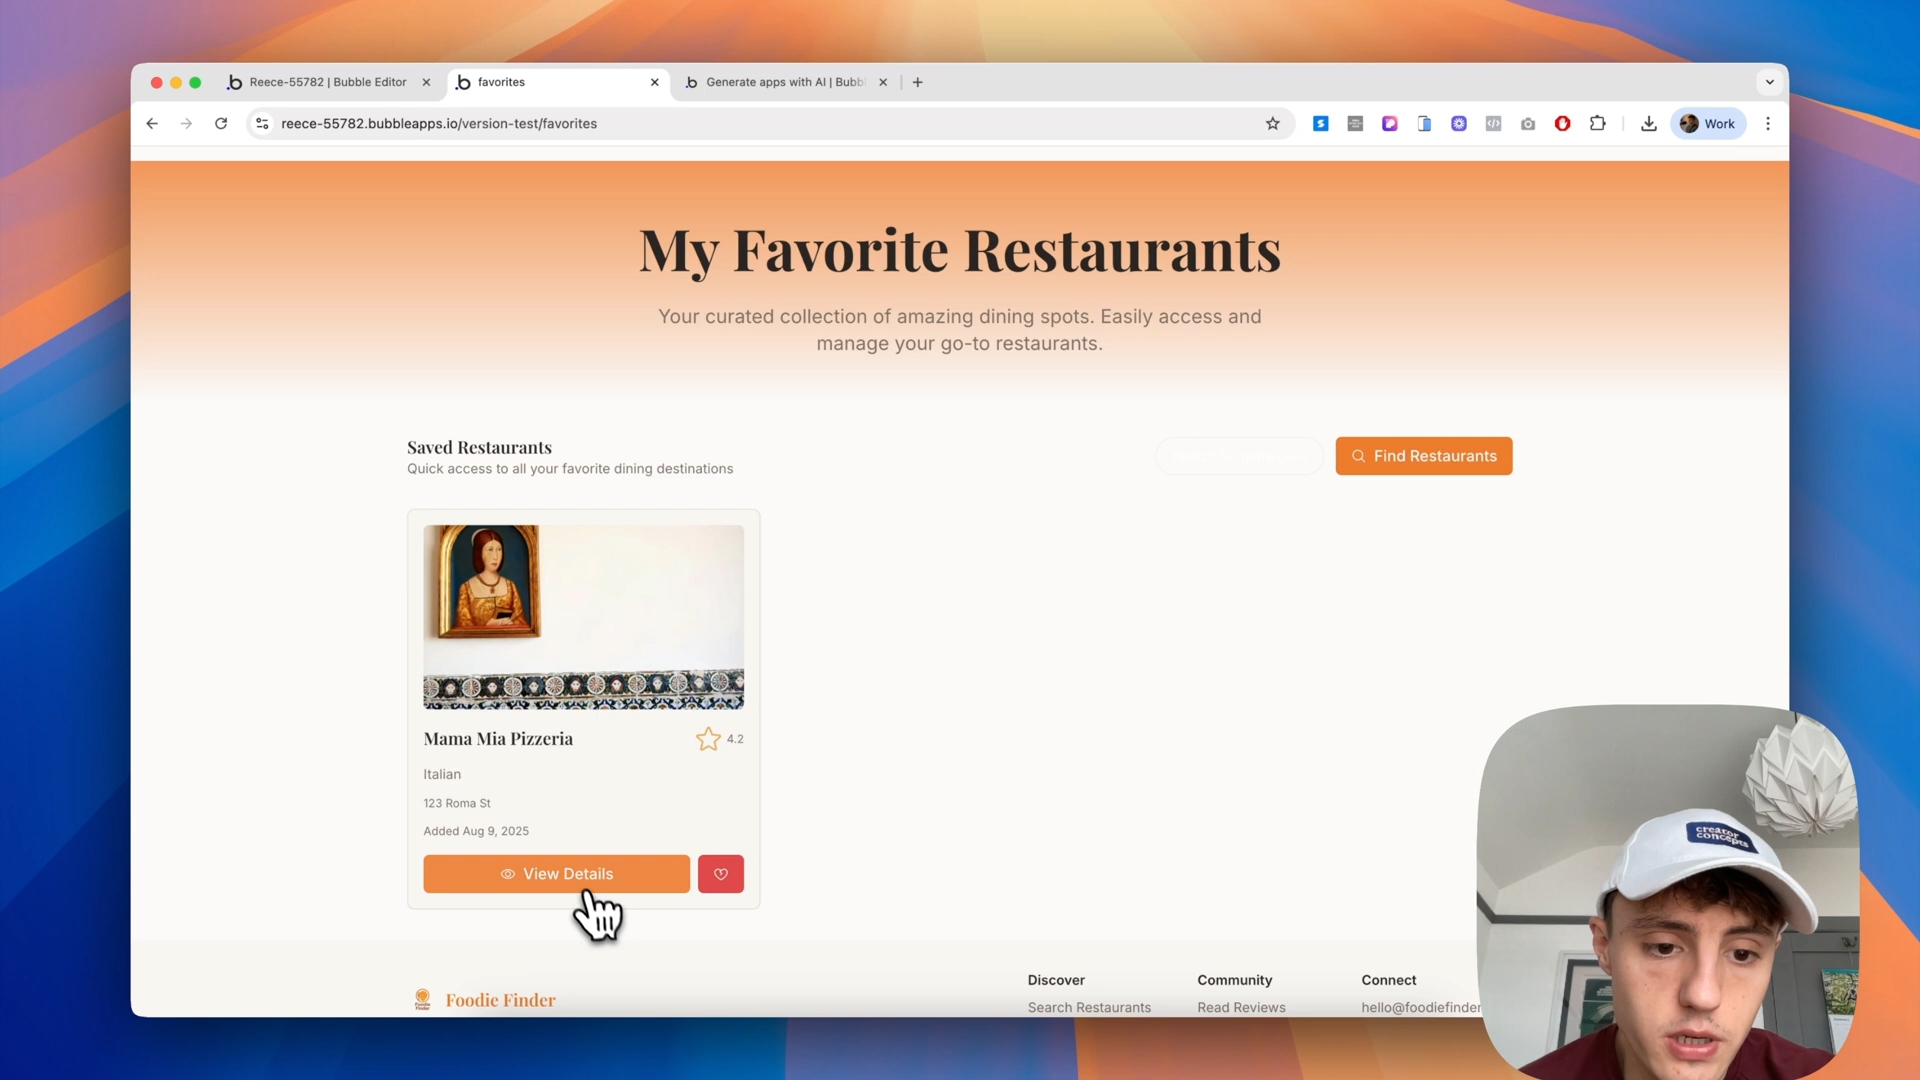 Reece-55782 | Bubble Editor
favorites
Generate apps with AI | Bubb
reece-55782.bubbleapps.io/version-test/favorites
Work
My Favorite Restaurants
Your curated collection of amazing dining spots. Easily access and
manage your go-to restaurants.
Saved Restaurants
Quick access to all your favorite dining destinations
Find Restaurants
Mama Mia Pizzeria
4.2
Italian
123 Roma St
Added Aug 9, 2025
View Details
Foodie Finder
Discover
Search Restaurants
Community
Read Reviews
Connect
hello@foodiefinder
creator
concepts